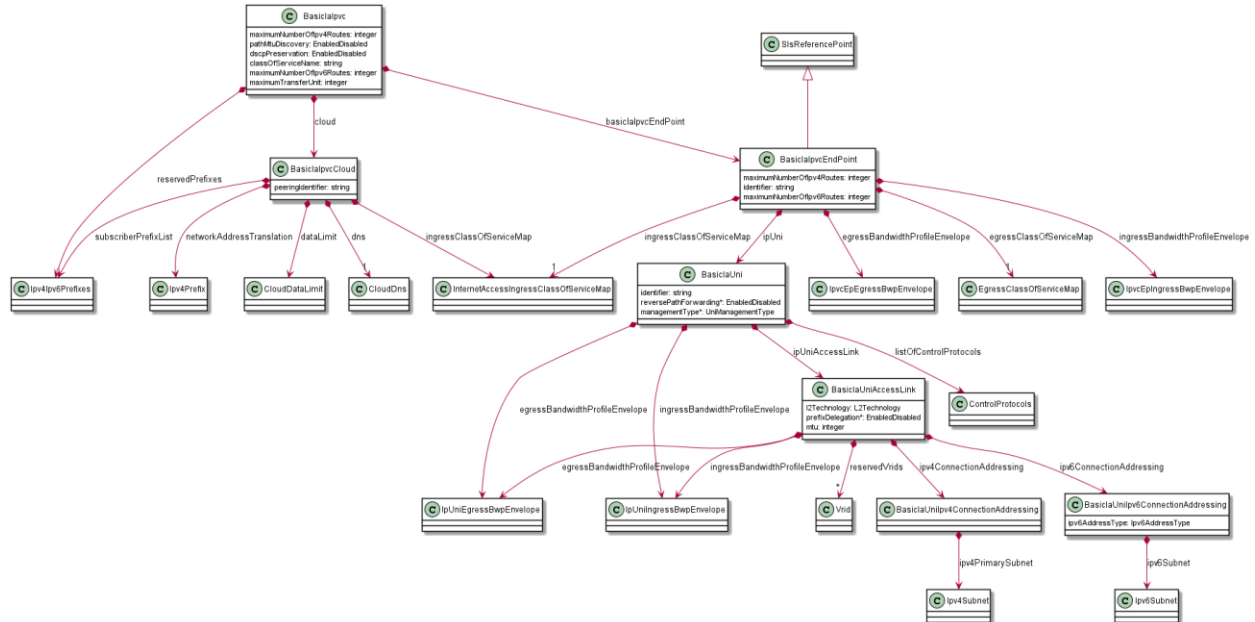 C BasicIaIpvc
maximumNumberOfIpv4Routes: integer
pathMtuDiscovery: EnabledDisabled
dscpPreservation: EnabledDisabled
classOfServiceName: string
maximumNumberOfIpv6Routes: integer
maximumTransferUnit: integer
C SlsReferencePoint
cloud
basicIaIpvcEndPoint
C BasicIaIpvcCloud
peeringIdentifier: string
C BasicIaIpvcEndPoint
maximumNumberOfIpv4Routes: integer
identifier: string
maximumNumberOfIpv6Routes: integer
reservedPrefixes
subscriberPrefixList
networkAddressTranslation
dataLimit
dns
ingressClassOfServiceMap
ingressClassOfServiceMap
ipUni
egressBandwidthProfileEnvelope
egressClassOfServiceMap
ingressBandwidthProfileEnvelope
1
1
1
C Ipv4Ipv6Prefixes
C Ipv4Prefix
C CloudDataLimit
C CloudDns
C InternetAccessIngressClassOfServiceMap
C BasicIaUni
identifier: string
reversePathForwarding*: EnabledDisabled
managementType*: UniManagementType
C IpvcEpEgressBwpEnvelope
C EgressClassOfServiceMap
C IpvcEpIngressBwpEnvelope
ipUniAccessLink
listOfControlProtocols
egressBandwidthProfileEnvelope
ingressBandwidthProfileEnvelope
C BasicIaUniAccessLink
l2Technology: L2Technology
prefixDelegation*: EnabledDisabled
mtu: integer
C ControlProtocols
egressBandwidthProfileEnvelope
ingressBandwidthProfileEnvelope
reservedVrids
ipv4ConnectionAddressing
ipv6ConnectionAddressing
*
C IpUniEgressBwpEnvelope
C IpUniIngressBwpEnvelope
C Vrid
C BasicIaUniIpv4ConnectionAddressing
C BasicIaUniIpv6ConnectionAddressing
ipv6AddressType: Ipv6AddressType
ipv4PrimarySubnet
ipv6Subnet
C Ipv4Subnet
C Ipv6Subnet